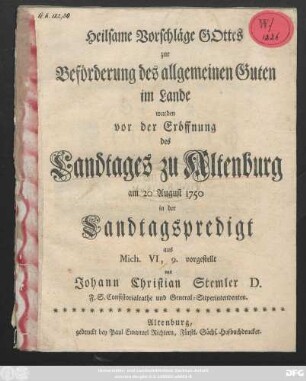 Heilsame Vorschläge GOttes
zur
Beförderung des allgemeinen Guten
im Lande
werden
vor der Eröffnung
des
Landtages zu Altenburg
am 20 August 1750
in der
Landtagspredigt
aus
Mich. VI, 9. vorgestellt
von
Johann Christian Stemler D.
F. S. Consistorialrathe und General-Superintendenten.
Altenburg,
gedruckt bey Paul Emanuel Richtern, Fürstl. Sächs. Hofbuchdrucker.